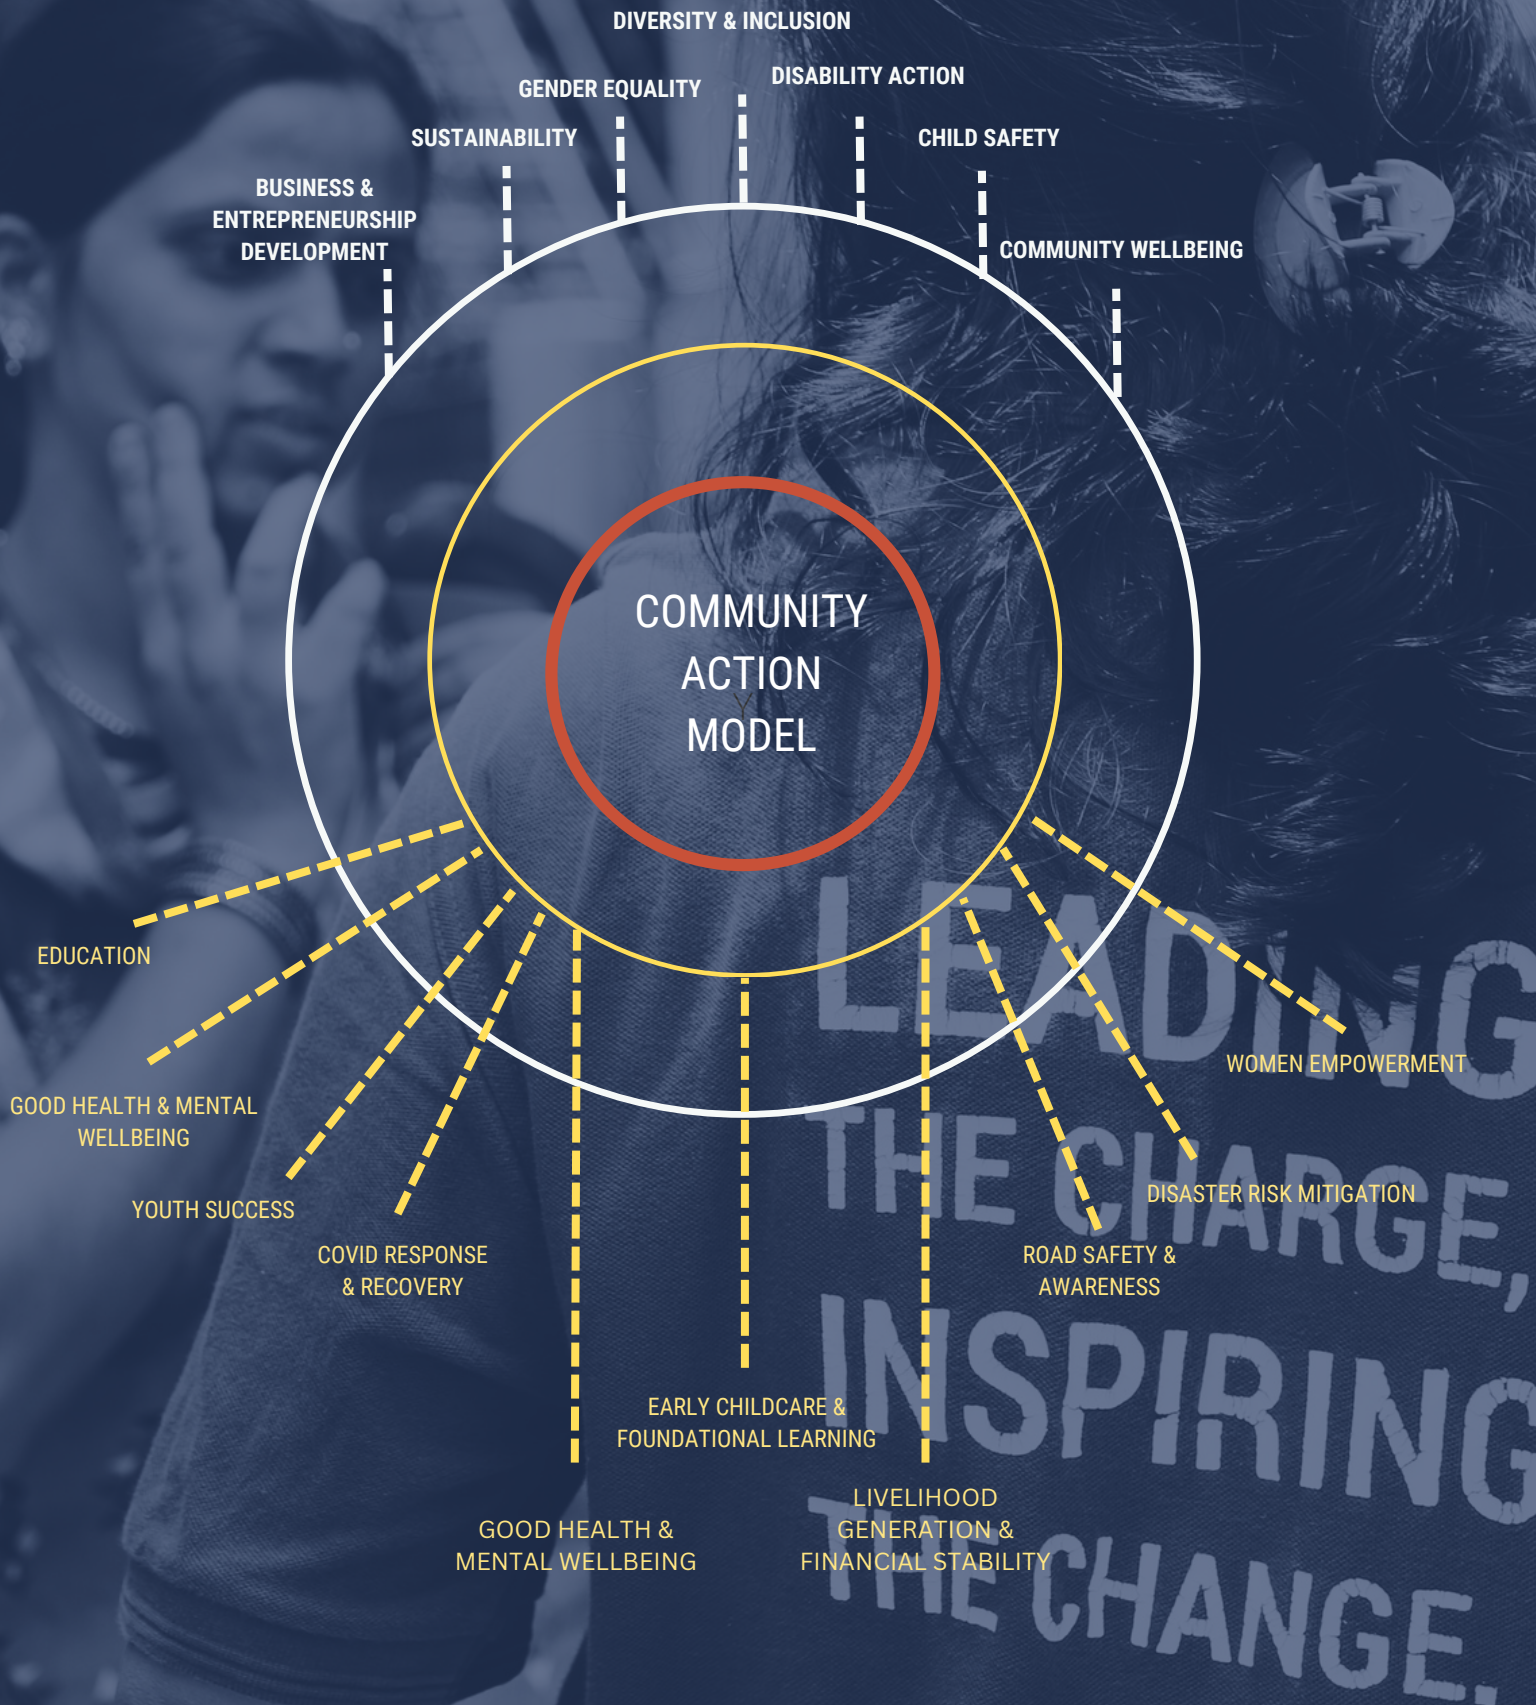 DIVERSITY & INCLUSION
DISABILITY ACTION
GENDER EQUALITY
SUSTAINABILITY
CHILD SAFETY
BUSINESS &
ENTREPRENEURSHIP
DEVELOPMENT
COMMUNITY WELLBEING
COMMUNITY
ACTION
Y
MODEL
EDUCATION
GOOD HEALTH & MENTAL
WELLBEING
YOUTH SUCCESS
COVID RESPONSE
& RECOVERY
EARLY CHILDCARE &
FOUNDATIONAL LEARNING
GOOD HEALTH &
MENTAL WELLBEING
LIVELIHOOD
GENERATION &
FINANCIAL STABILITY
ROAD SAFETY &
AWARENESS
DISASTER RISK MITIGATION
WOMEN EMPOWERMENT
LEADING
THE CHARGE,
INSPIRING
THE CHANGE.